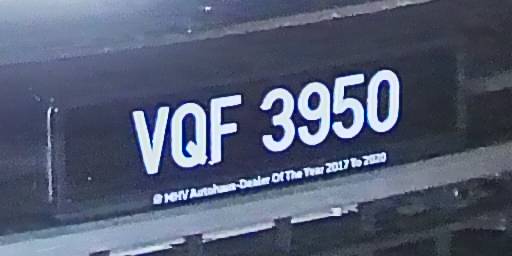 VQF 3950
@ MHV Autohaus-Dealer Of The Year 2017 To 2020